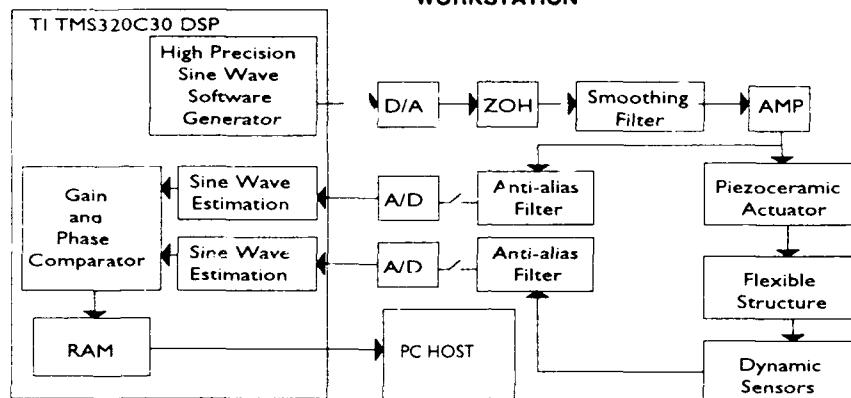 WORKSTATION
TI TMS320C30 DSP
High Precision
Sine Wave
Software
Generator
D/A
ZOH
Smoothing
Filter
AMP
Gain
and
Phase
Comparator
Sine Wave
Estimation
A/D
Anti-alias
Filter
Piezoceramic
Actuator
Sine Wave
Estimation
A/D
Anti-alias
Filter
Flexible
Structure
RAM
PC HOST
Dynamic
Sensors